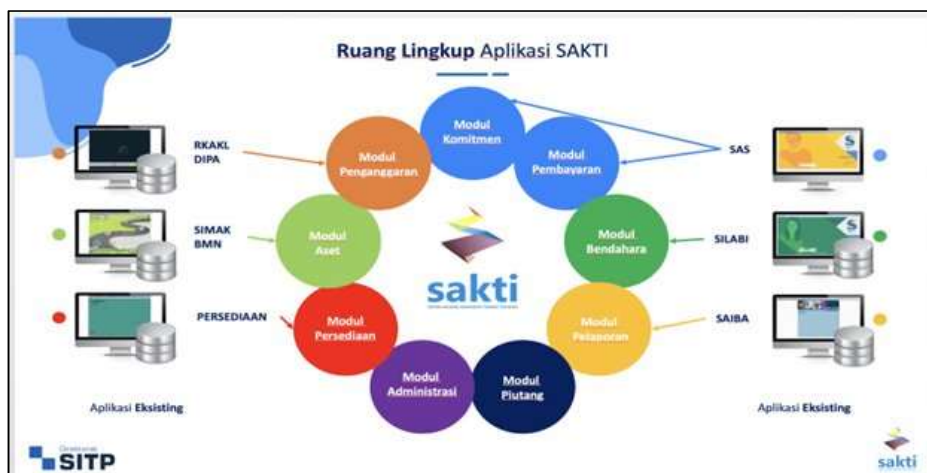 Ruang Lingkup Aplikasi SAKTI
RKAKL
DIPA
SIMAK
BMN
PERSEDIAAN
Aplikasi Eksisting
Modul
Komitmen
Modul
Penganggaran
Modul
Pembayaran
Modul
Aset
Modul
Bendahara
sakti
Modul
Persediaan
Modul
Pelaporan
Modul
Administrasi
Modul
Piutang
SAS
SILABI
SAIBA
Aplikasi Eksisting
Direktorat
SITP
sakti